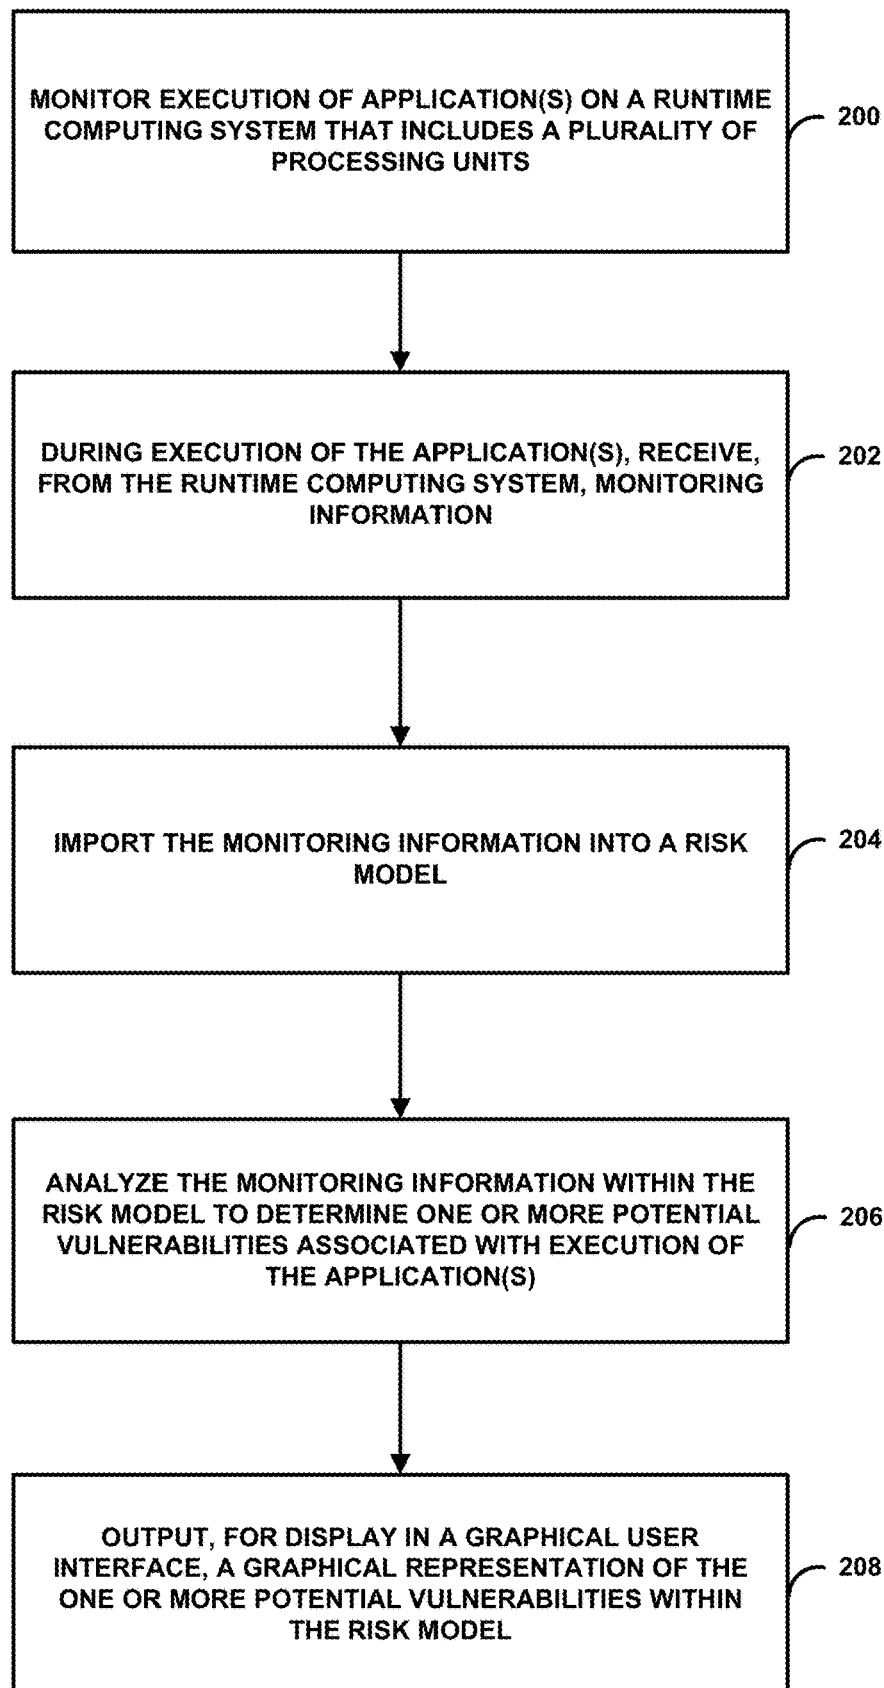 MONITOR EXECUTION OF APPLICATION(S) ON A RUNTIME
COMPUTING SYSTEM THAT INCLUDES A PLURALITY OF
PROCESSING UNITS
200
DURING EXECUTION OF THE APPLICATION(S), RECEIVE,
FROM THE RUNTIME COMPUTING SYSTEM, MONITORING
INFORMATION
202
IMPORT THE MONITORING INFORMATION INTO A RISK
MODEL
204
ANALYZE THE MONITORING INFORMATION WITHIN THE
RISK MODEL TO DETERMINE ONE OR MORE POTENTIAL
VULNERABILITIES ASSOCIATED WITH EXECUTION OF
THE APPLICATION(S)
206
OUTPUT, FOR DISPLAY IN A GRAPHICAL USER
INTERFACE, A GRAPHICAL REPRESENTATION OF THE
ONE OR MORE POTENTIAL VULNERABILITIES WITHIN
THE RISK MODEL
208